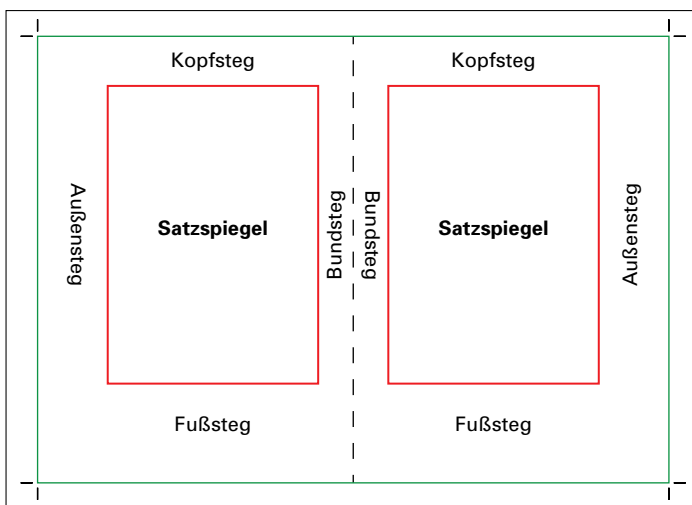 Kopfsteg
Kopfsteg
Außensteg
Satzspiegel
Bundsteg
Bundsteg
Satzspiegel
Außensteg
Fußsteg
Fußsteg